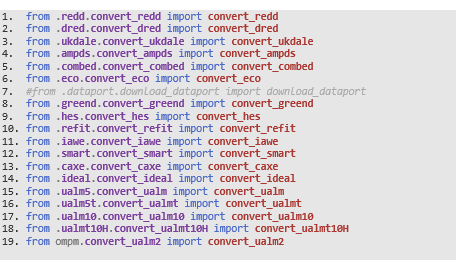 1. from .redd.convert_redd import convert_redd
2. from .dred.convert_dred import convert_dred
3. from .ukdale.convert_ukdale import convert_ukdale
4. from .ampds.convert_ampds import convert_ampds
5. from .combed.convert_combed import convert_combed
6. from .eco.convert_eco import convert_eco
7. #from .dataport.download_dataport import download_dataport
8. from .greend.convert_greend import convert_greend
9. from .hes.convert_hes import convert_hes
10. from .refit.convert_refit import convert_refit
11. from .iawe.convert_iawe import convert_iawe
12. from .smart.convert_smart import convert_smart
13. from .caxe.convert_caxe import convert_caxe
14. from .ideal.convert_ideal import convert_ideal
15. from .ualm5.convert_ualm import convert_ualm
16. from .ualm5t.convert_ualmt import convert_ualmt
17. from .ualm10.convert_ualm10 import convert_ualm10
18. from .ualmt10H.convert_ualmt10H import convert_ualmt10H
19. from ompm.convert_ualm2 import convert_ualm2